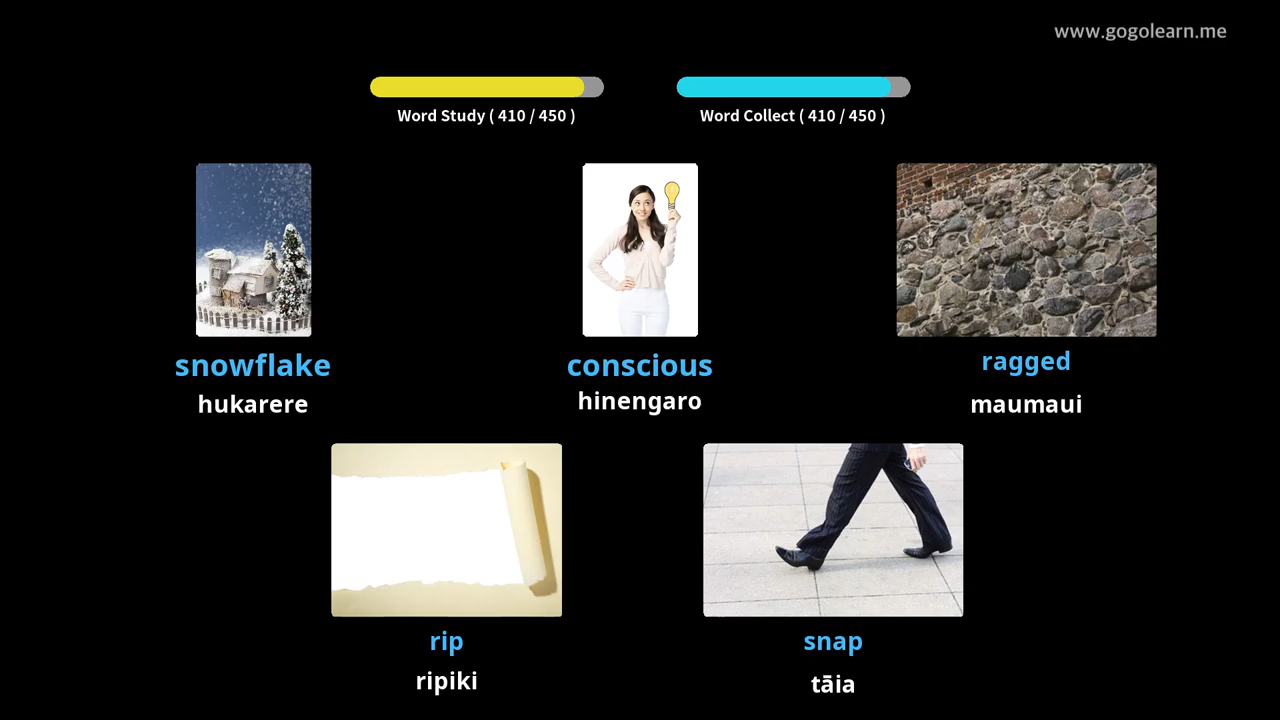 www.gogolearn.me
Word Study ( 410 / 450 )
Word Collect ( 410 / 450 )
snowflake
hukarere
conscious
hinengaro
ragged
maumaui
rip
ripiki
snap
tāia